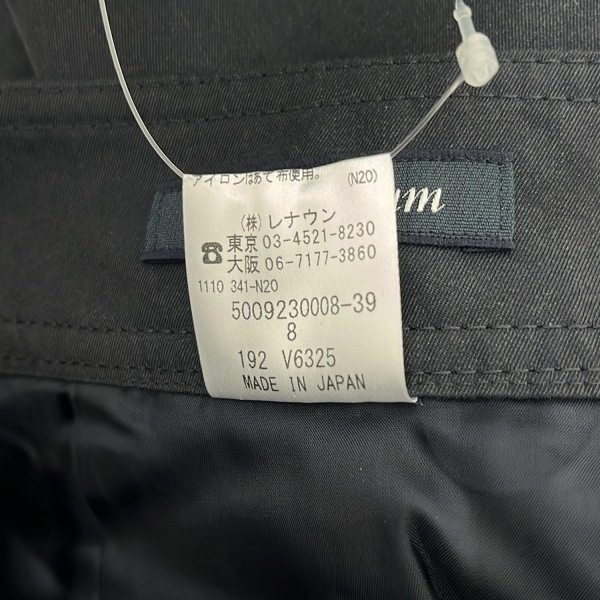 アイロンはあて布使用。 (N20)
um
(株) レナウン
☎東京 03-4521-8230
大阪 06-7177-3860
1110 341-N20
5009230008-39
8
192 V6325
MADE IN JAPAN